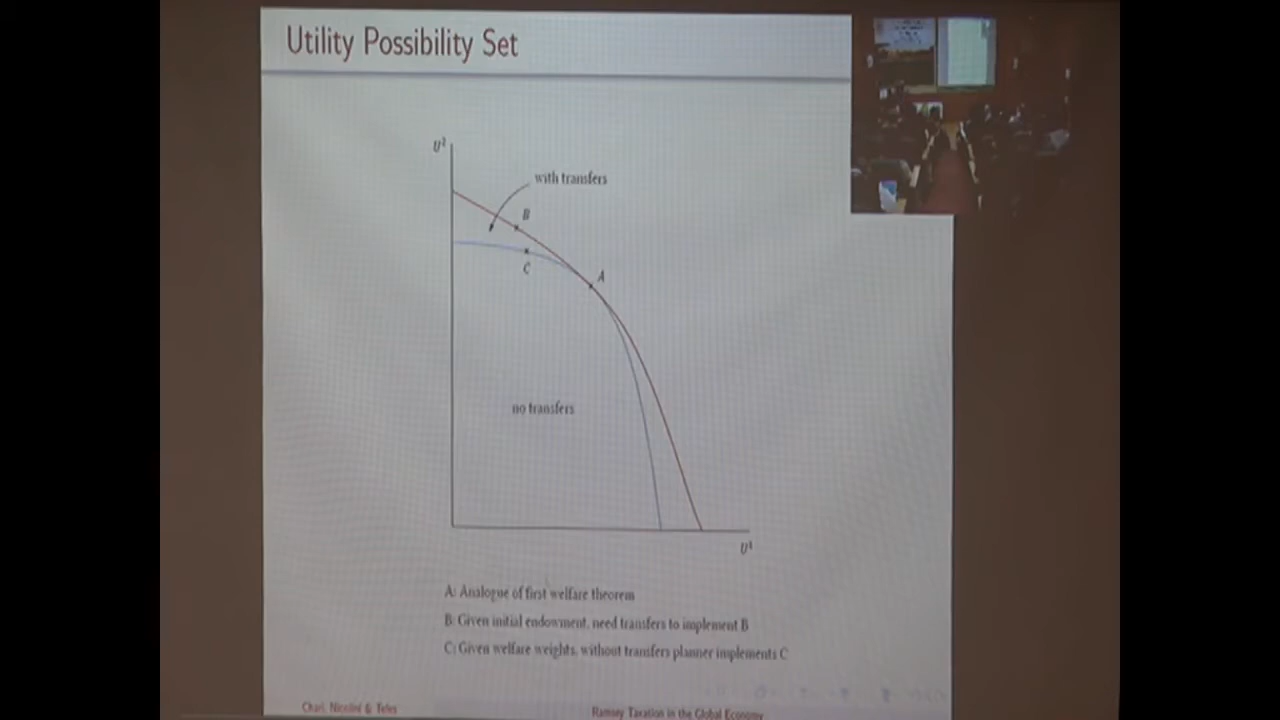 Utility Possibility Set
U²
with transfers
B
C
A
no transfers
U¹
A: Analogue of first welfare theorem
B: Given initial endowment, need transfers to implement B
C: Given welfare weights, without transfers planner implements C
Chari, Nicolini & Teles
Ramsey Taxation in the Global Economy